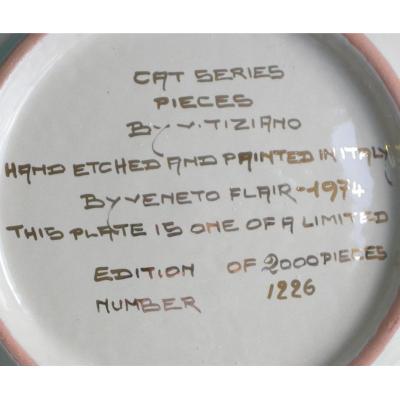 CAT SERIES
PIECES
BY V. TIZIANO
HAND ETCHED AND PAINTED IN ITALY
BY VENETO FLAIR - 1974
THIS PLATE IS ONE OF A LIMITED
EDITION OF 2000 PIECES
NUMBER 1226